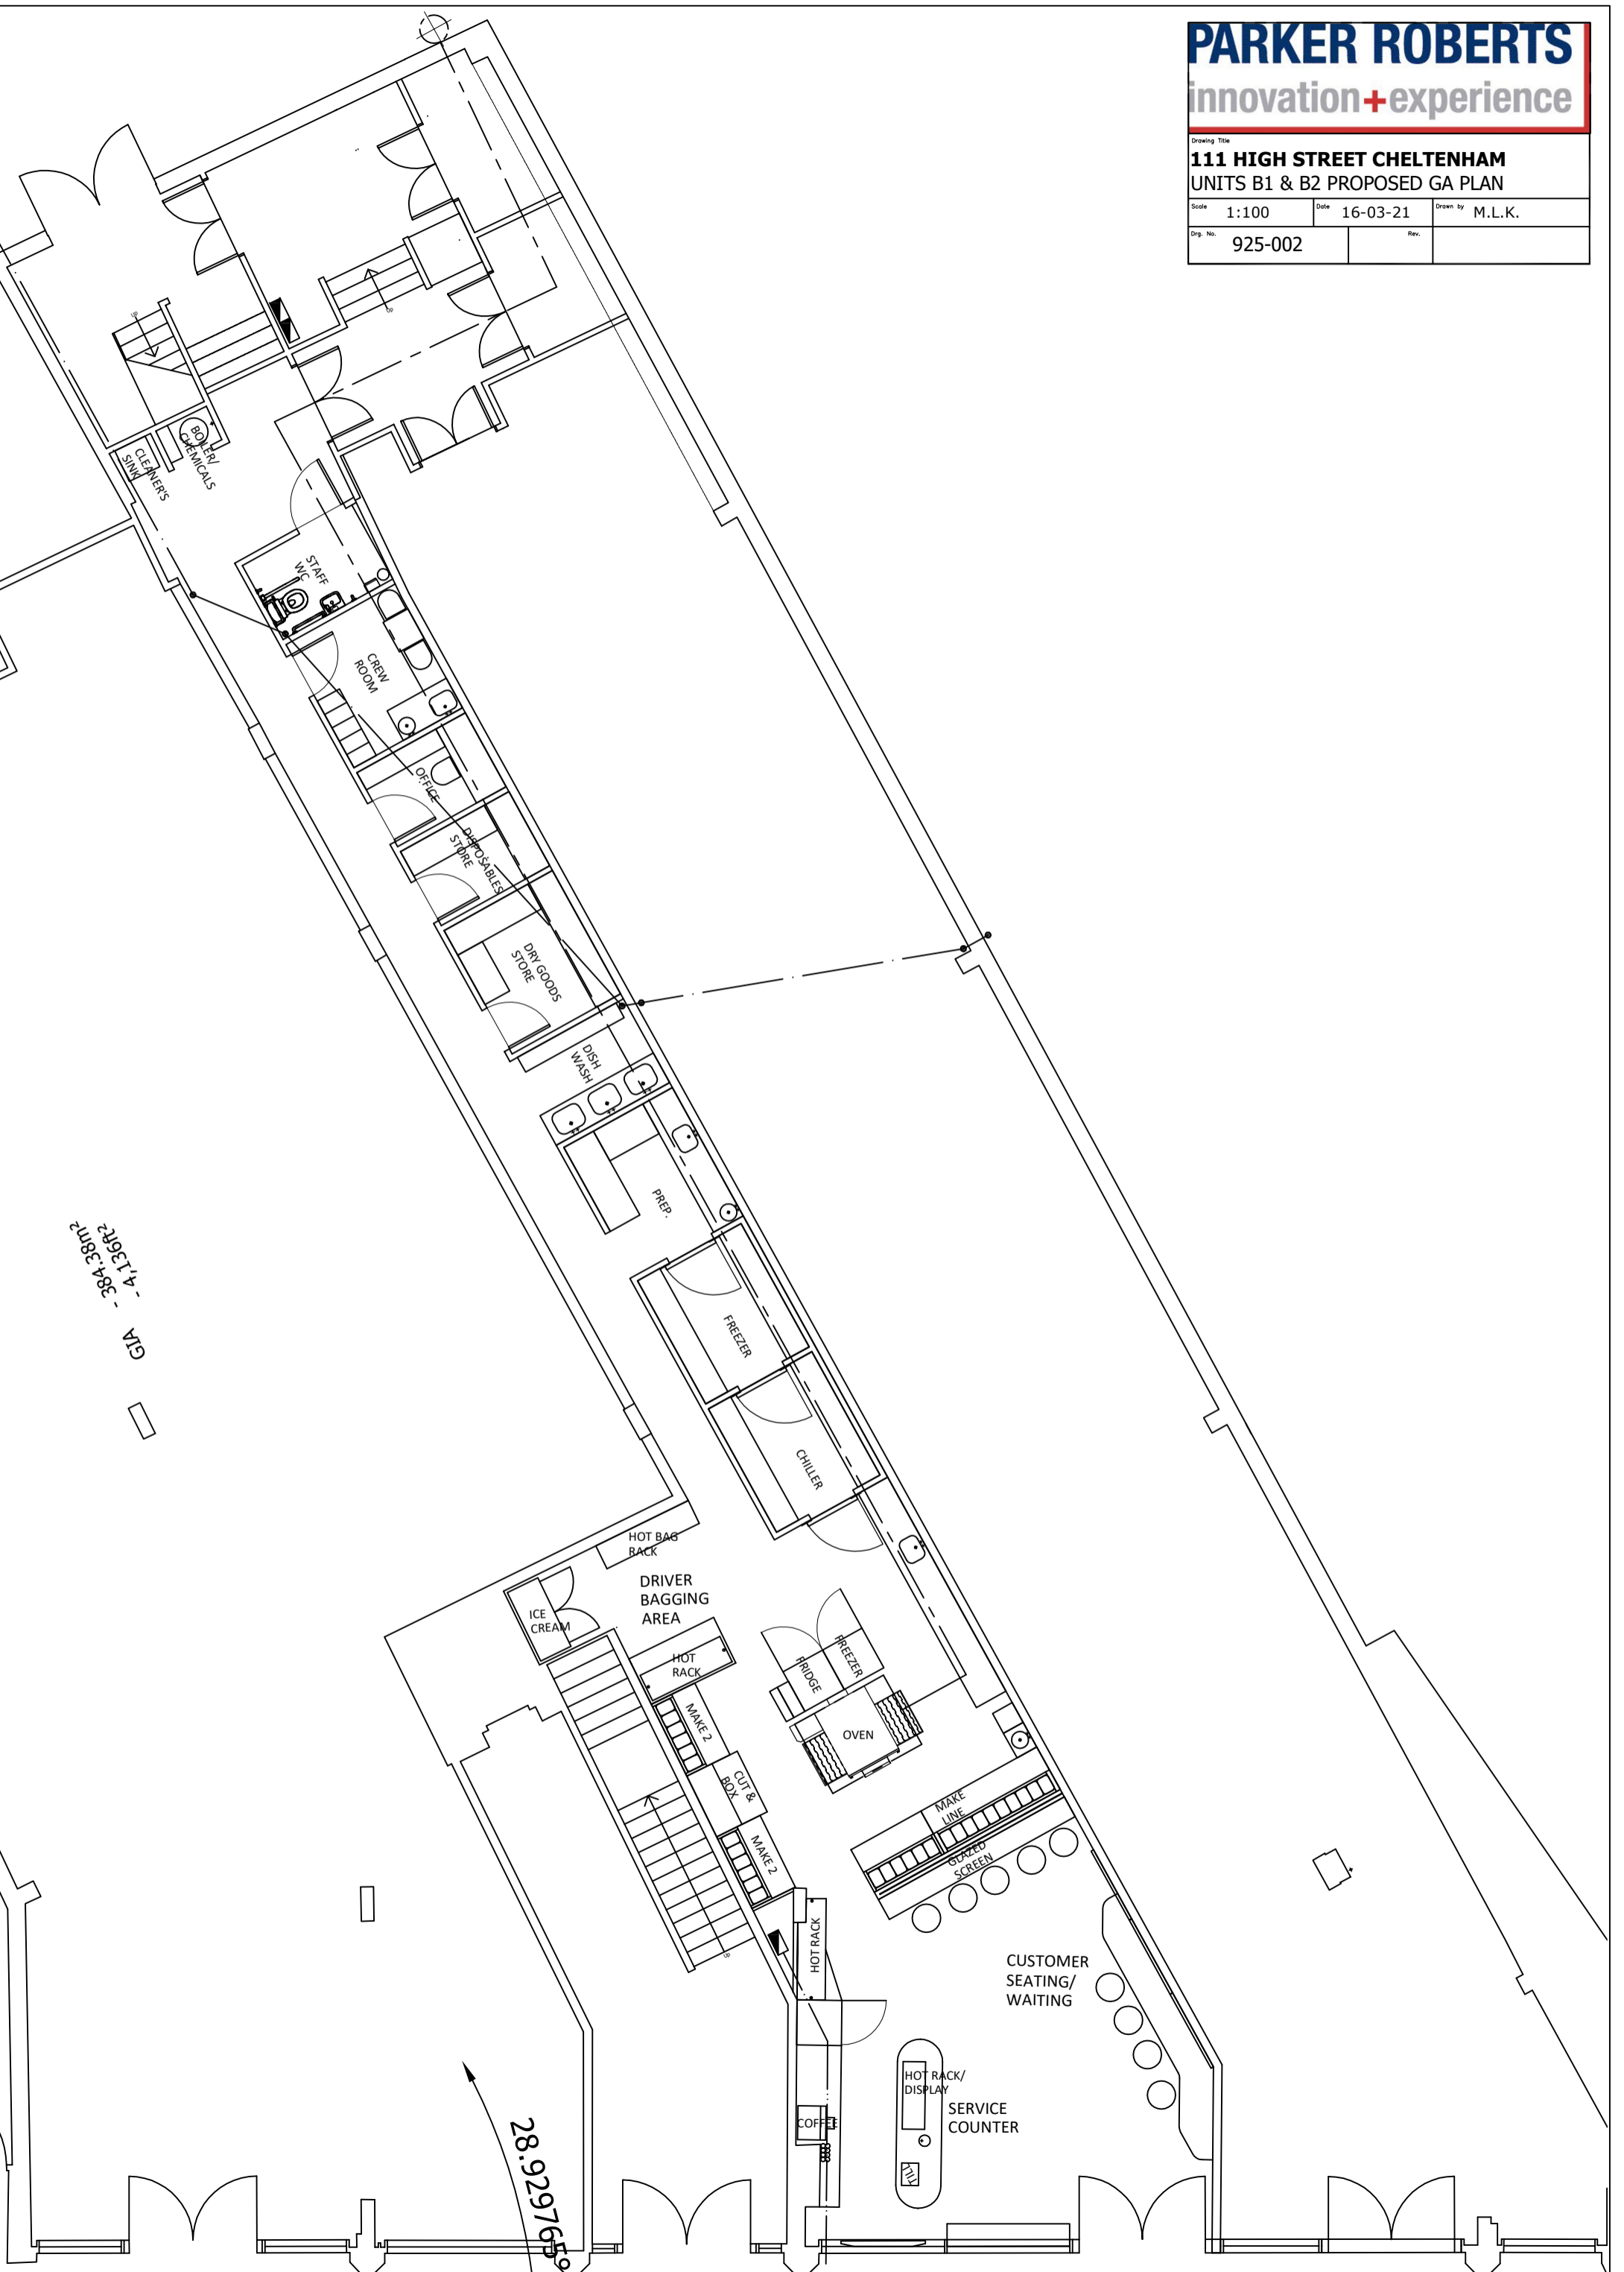 PARKER ROBERTS
innovation+experience
Drawing Title
111 HIGH STREET CHELTENHAM
UNITS B1 & B2 PROPOSED GA PLAN
Scale 1:100
Date 16-03-21
Drawn by M.L.K.
Drg. No. 925-002
Rev.
BOILER/
CHEMICALS
CLEANER'S
SINK
STAFF
WC
CREW
ROOM
OFFICE
DISPOSABLES
STORE
DRY GOODS
STORE
DISH
WASH
PREP.
FREEZER
CHILLER
GIA - 384.38m²
- 4,136ft²
HOT BAG
RACK
DRIVER
BAGGING
AREA
ICE
CREAM
HOT
RACK
FRIDGE
FREEZER
MAKE 2
OVEN
CUT &
BOX
MAKE 2
MAKE
LINE
GLAZED
SCREEN
HOT RACK
CUSTOMER
SEATING/
WAITING
HOT RACK/
DISPLAY
SERVICE
COUNTER
COFFEE
TILL
28.929765°